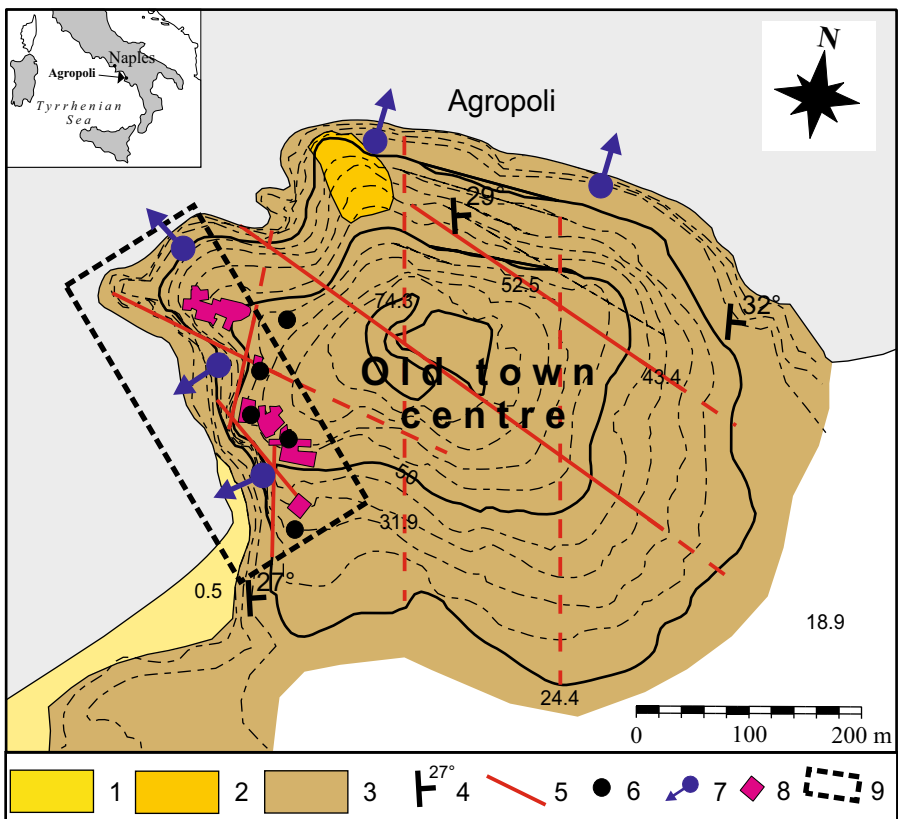 Naples
Agropoli
Tyrrhenian
Sea
Agropoli
N
29°
52.5
74.3
32°
Old town
centre
43.4
50
31.9
27°
0.5
18.9
24.4
0 100 200 m
1 2 3 27° 4 5 6 7 8 9